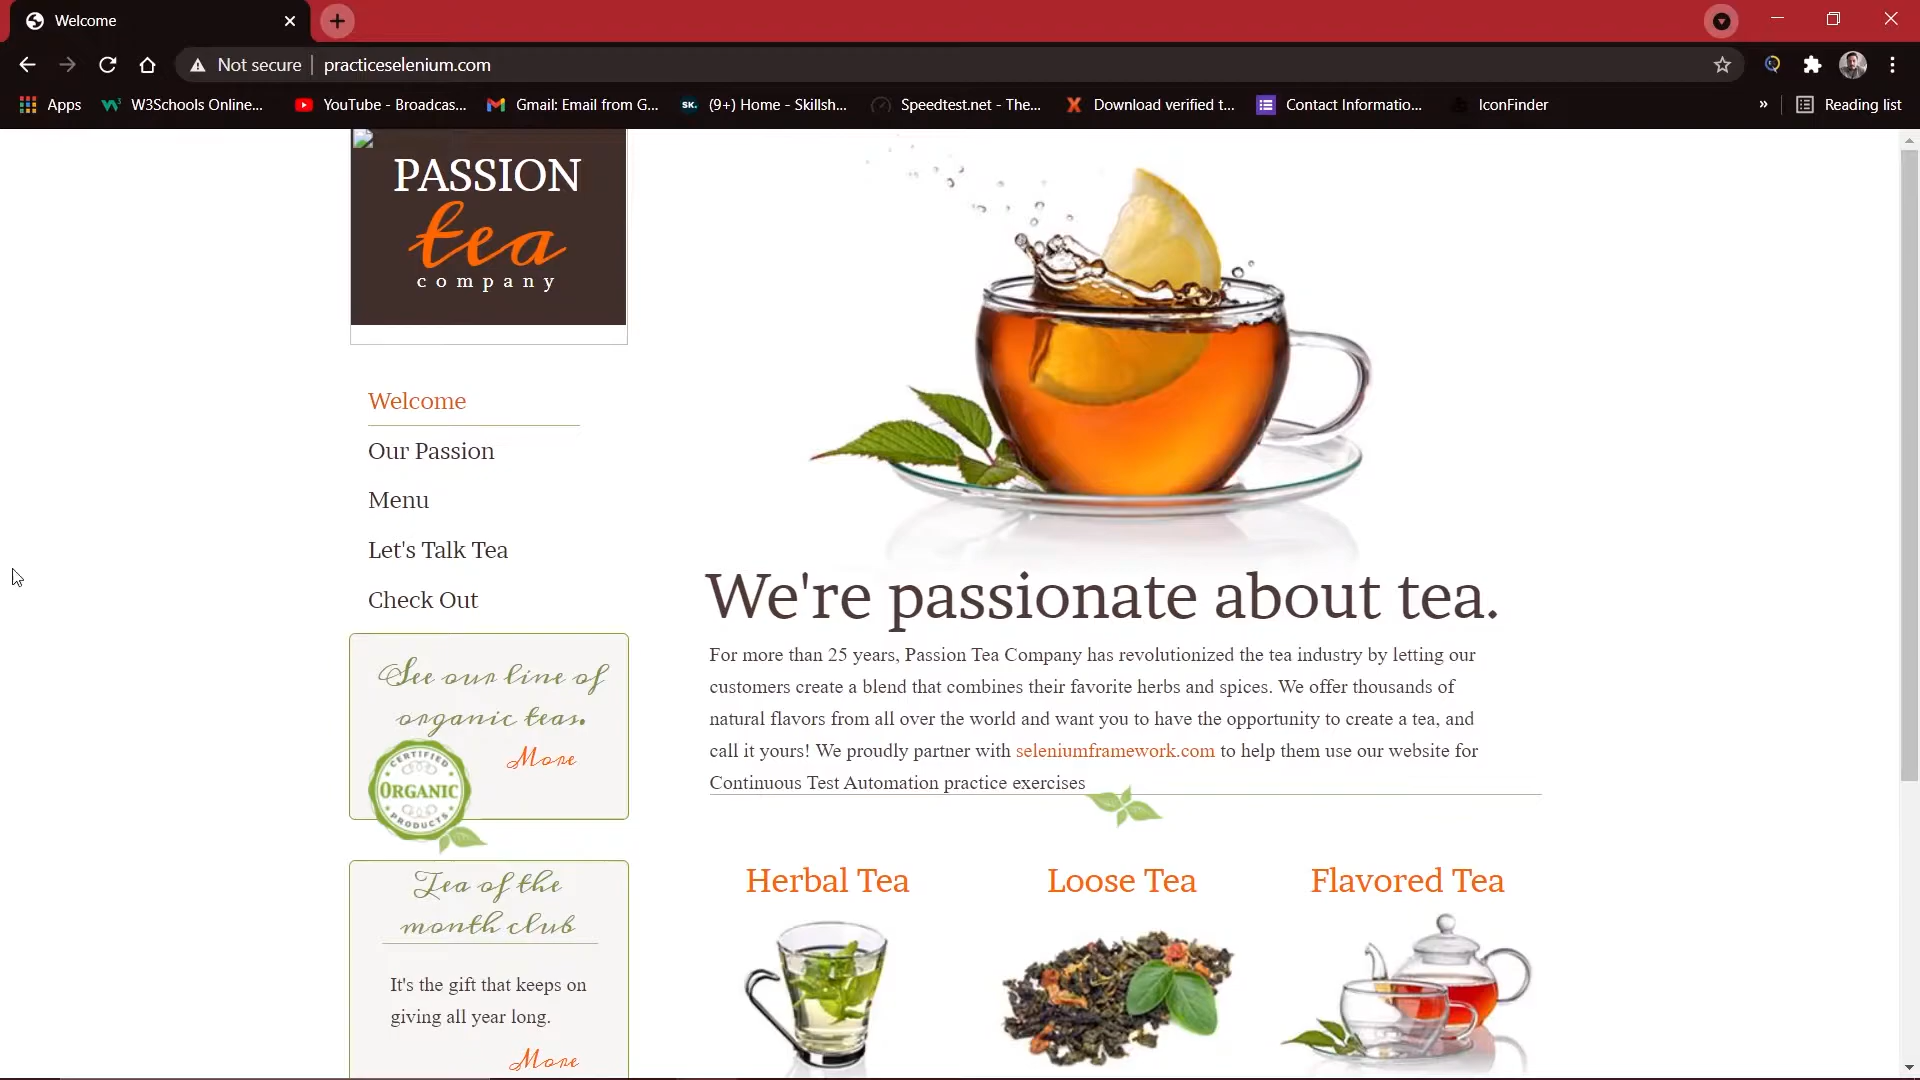 Welcome
Not secure
practiceselenium.com
Apps
W3Schools Online...
YouTube - Broadcas...
Gmail: Email from G...
SK.
(9+) Home - Skillsh...
Speedtest.net - The...
Download verified t...
Contact Informatio...
IconFinder
»
Reading list
PASSION
tea
company
Welcome
Our Passion
Menu
Let's Talk Tea
Check Out
See our line of
organic teas.
More
CERTIFIED
ORGANIC
PRODUCTS
Tea of the
month club
It's the gift that keeps on
giving all year long.
More
We're passionate about tea.
For more than 25 years, Passion Tea Company has revolutionized the tea industry by letting our
customers create a blend that combines their favorite herbs and spices. We offer thousands of
natural flavors from all over the world and want you to have the opportunity to create a tea, and
call it yours! We proudly partner with seleniumframework.com to help them use our website for
Continuous Test Automation practice exercises
Herbal Tea
Loose Tea
Flavored Tea